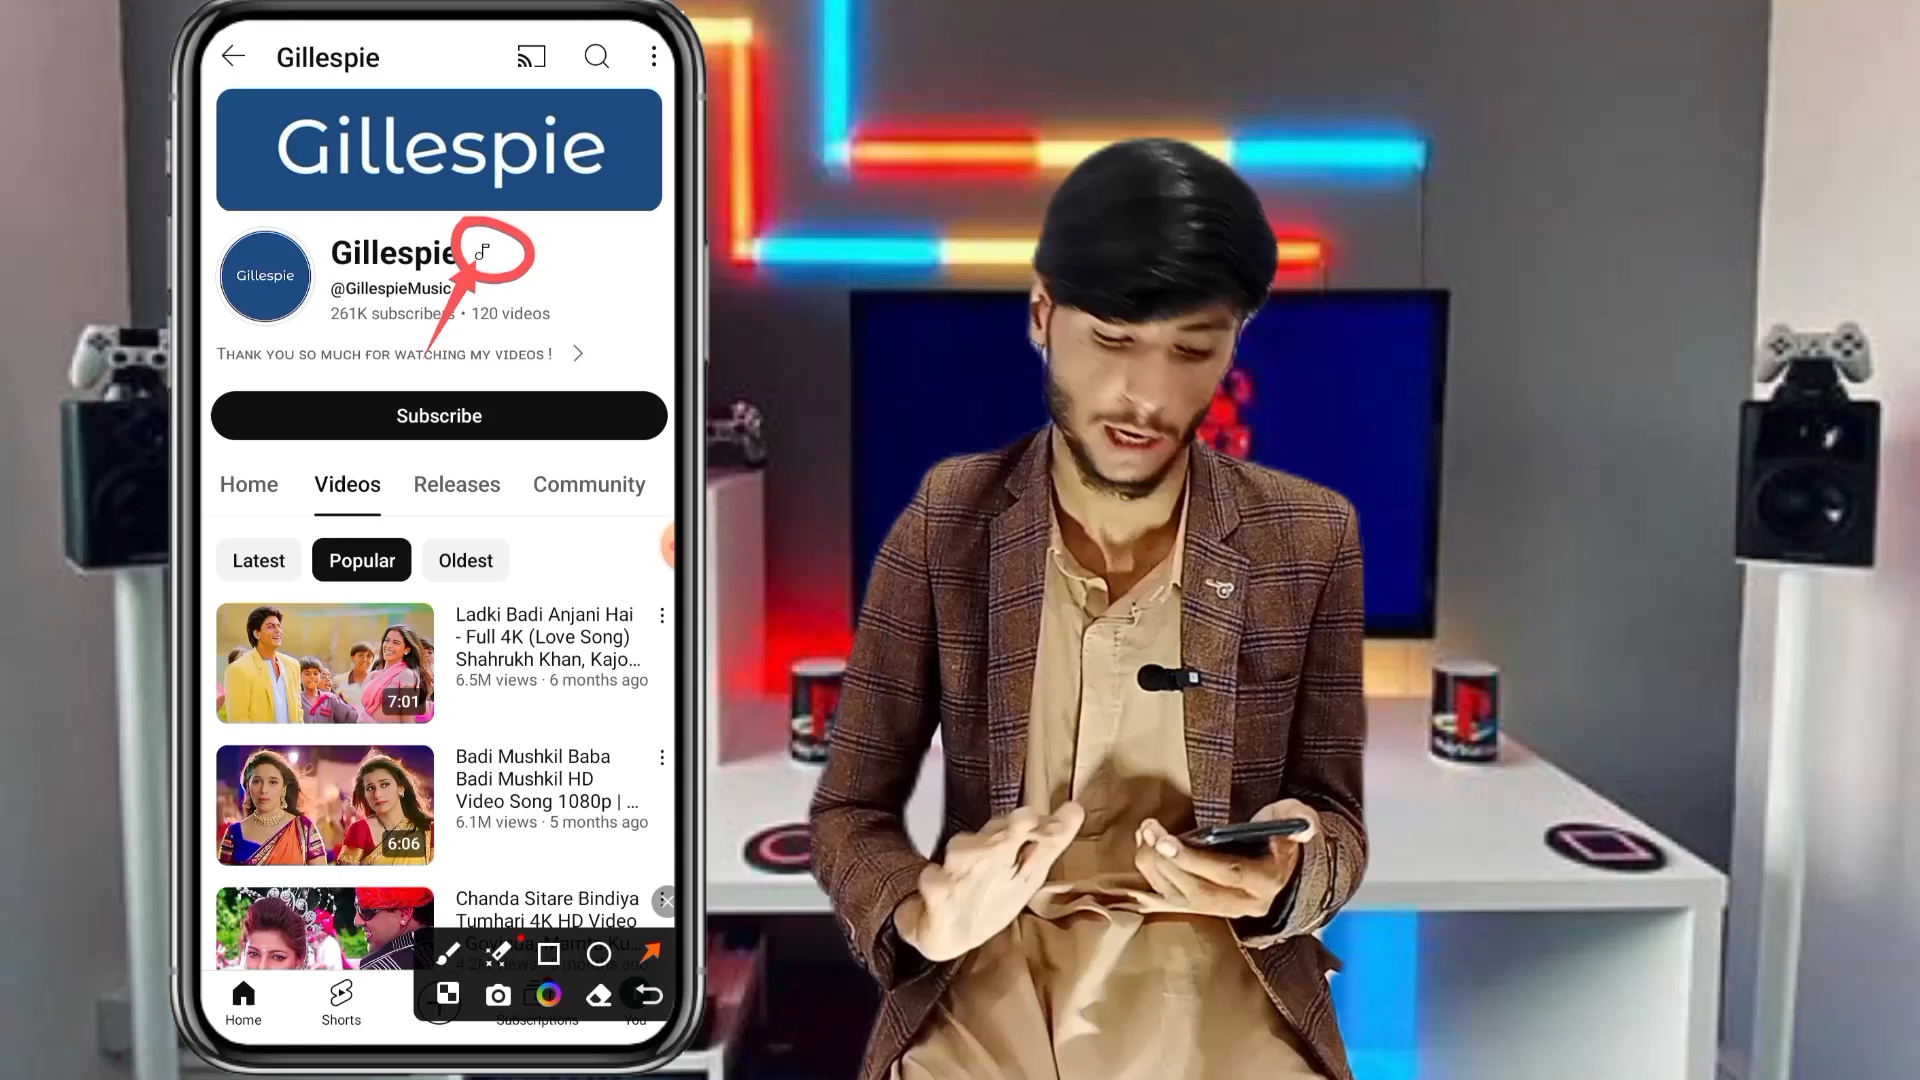 Gillespie
Gillespie
Gillespie
Gillespie
@GillespieMusic
261K subscribers • 120 videos
Thank you so much for watching my videos !
Subscribe
Home Videos Releases Community
Latest Popular Oldest
Ladki Badi Anjani Hai
- Full 4K (Love Song)
Shahrukh Khan, Kajo...
6.5M views · 6 months ago
7:01
Badi Mushkil Baba
Badi Mushkil HD
Video Song 1080p | ...
6.1M views · 5 months ago
6:06
Chanda Sitare Bindiya
Tumhari 4K HD Video
Home Shorts Subscriptions You